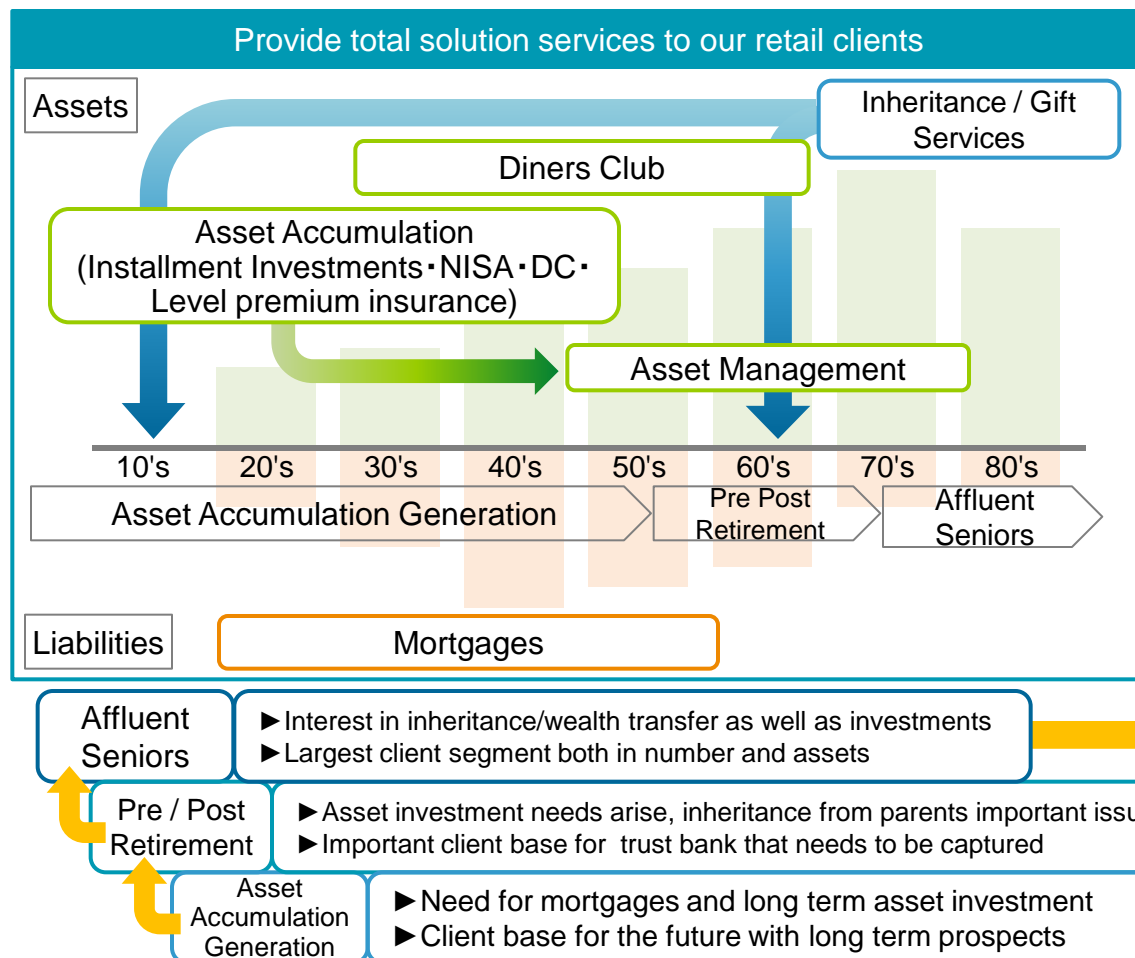 Provide total solution services to our retail clients
Assets
Inheritance / Gift
Services
Diners Club
Asset Accumulation
(Installment Investments･NISA･DC･
Level premium insurance)
Asset Management
10's 20's 30's 40's 50's 60's 70's 80's
Asset Accumulation Generation
Pre Post
Retirement
Affluent
Seniors
Liabilities
Mortgages
Affluent
Seniors
►Interest in inheritance/wealth transfer as well as investments
►Largest client segment both in number and assets
Pre / Post
Retirement
►Asset investment needs arise, inheritance from parents important issu
►Important client base for trust bank that needs to be captured
Asset
Accumulation
Generation
►Need for mortgages and long term asset investment
►Client base for the future with long term prospects